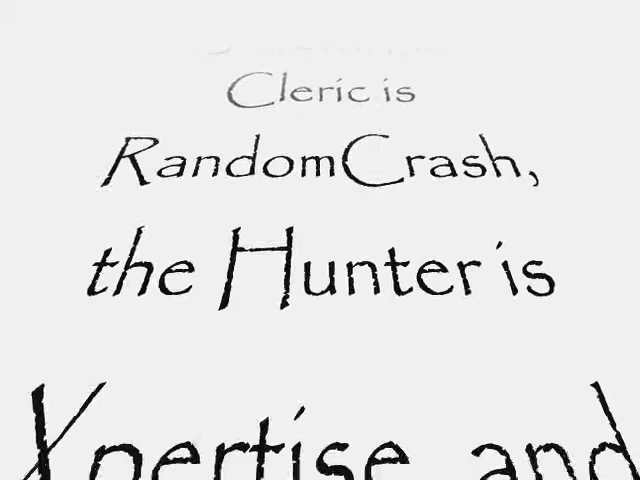 Cleric is
RandomCrash,
the Hunter is
Xpertise, and